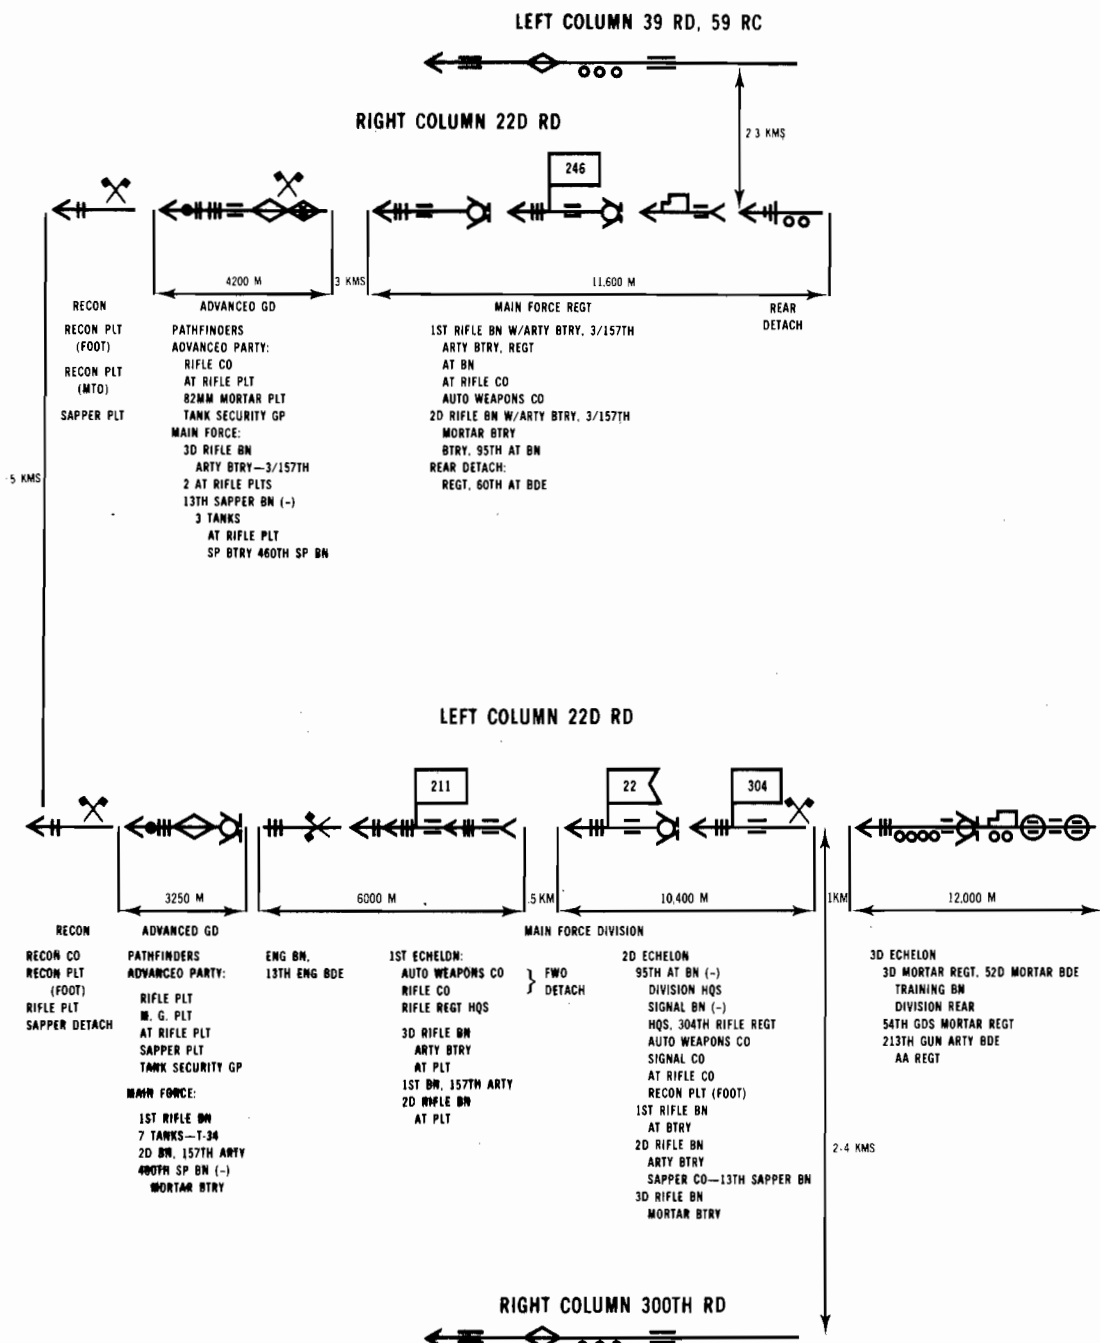 LEFT COLUMN 39 RD, 59 RC
2-3 KMS
RIGHT COLUMN 22D RD
246
4200 M
3 KMS
11,600 M
RECON
RECON PLT
(FOOT)
RECON PLT
(MTD)
SAPPER PLT
ADVANCED GD
PATHFINDERS
ADVANCED PARTY:
RIFLE CO
AT RIFLE PLT
82MM MORTAR PLT
TANK SECURITY GP
MAIN FORCE:
3D RIFLE BN
ARTY BTRY—3/157TH
2 AT RIFLE PLTS
13TH SAPPER BN (-)
3 TANKS
AT RIFLE PLT
SP BTRY 460TH SP BN
MAIN FORCE REGT
1ST RIFLE BN W/ARTY BTRY, 3/157TH
ARTY BTRY, REGT
AT BN
AT RIFLE CO
AUTO WEAPONS CO
2D RIFLE BN W/ARTY BTRY, 3/157TH
MORTAR BTRY
BTRY, 95TH AT BN
REAR DETACH:
REGT, 60TH AT BDE
REAR
DETACH
5 KMS
LEFT COLUMN 22D RD
211
22
304
3250 M
6000 M
.5 KM
10,400 M
1KM
12,000 M
RECON
RECON CO
RECON PLT
(FOOT)
RIFLE PLT
SAPPER DETACH
ADVANCED GD
PATHFINDERS
ADVANCED PARTY:
RIFLE PLT
M. G. PLT
AT RIFLE PLT
SAPPER PLT
TANK SECURITY GP
MAIN FORCE:
1ST RIFLE BN
7 TANKS—T-34
2D BN, 157TH ARTY
460TH SP BN (-)
MORTAR BTRY
MAIN FORCE DIVISION
ENG BN,
13TH ENG BDE
1ST ECHELON:
AUTO WEAPONS CO
RIFLE CO
RIFLE REGT HQS
FWD
DETACH
3D RIFLE BN
ARTY BTRY
AT PLT
1ST BN, 157TH ARTY
2D RIFLE BN
AT PLT
2D ECHELON
95TH AT BN (-)
DIVISION HQS
SIGNAL BN (-)
HQS, 304TH RIFLE REGT
AUTO WEAPONS CO
SIGNAL CO
AT RIFLE CO
RECON PLT (FOOT)
1ST RIFLE BN
AT BTRY
2D RIFLE BN
ARTY BTRY
SAPPER CO—13TH SAPPER BN
3D RIFLE BN
MORTAR BTRY
3D ECHELON
3D MORTAR REGT, 52D MORTAR BDE
TRAINING BN
DIVISION REAR
54TH GDS MORTAR REGT
213TH GUN ARTY BDE
AA REGT
2-4 KMS
RIGHT COLUMN 300TH RD